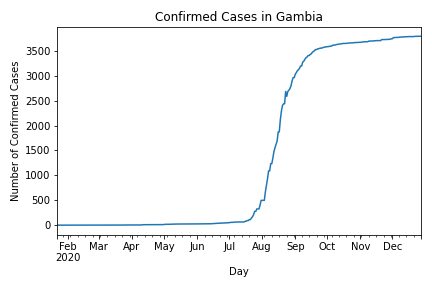 Confirmed Cases in Gambia
Number of Confirmed Cases
3500
3000
2500
2000
1500
1000
500
0
Feb Mar Apr May Jun Jul Aug Sep Oct Nov Dec
2020
Day